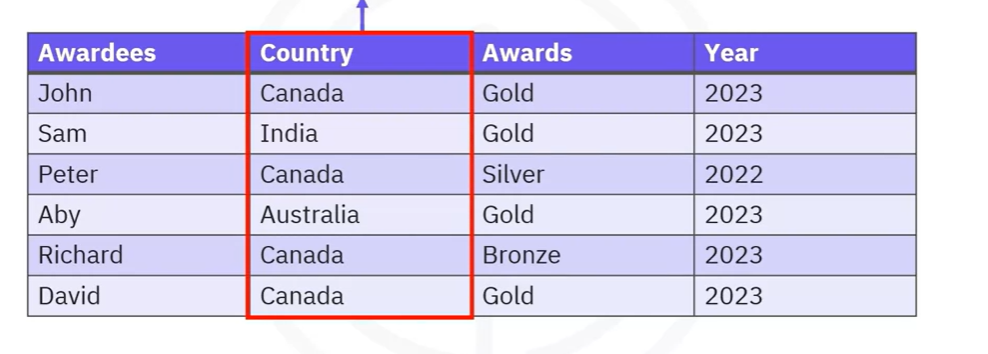 Awardees Country Awards Year
John Canada Gold 2023
Sam India Gold 2023
Peter Canada Silver 2022
Aby Australia Gold 2023
Richard Canada Bronze 2023
David Canada Gold 2023